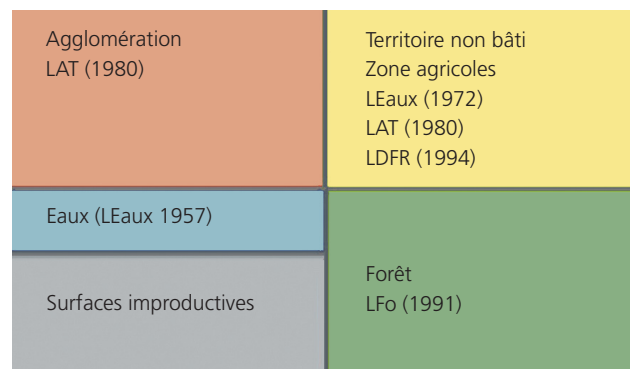 Agglomération
LAT (1980)
Territoire non bâti
Zone agricoles
LEaux (1972)
LAT (1980)
LDFR (1994)
Eaux (LEaux 1957)
Surfaces improductives
Forêt
LFo (1991)